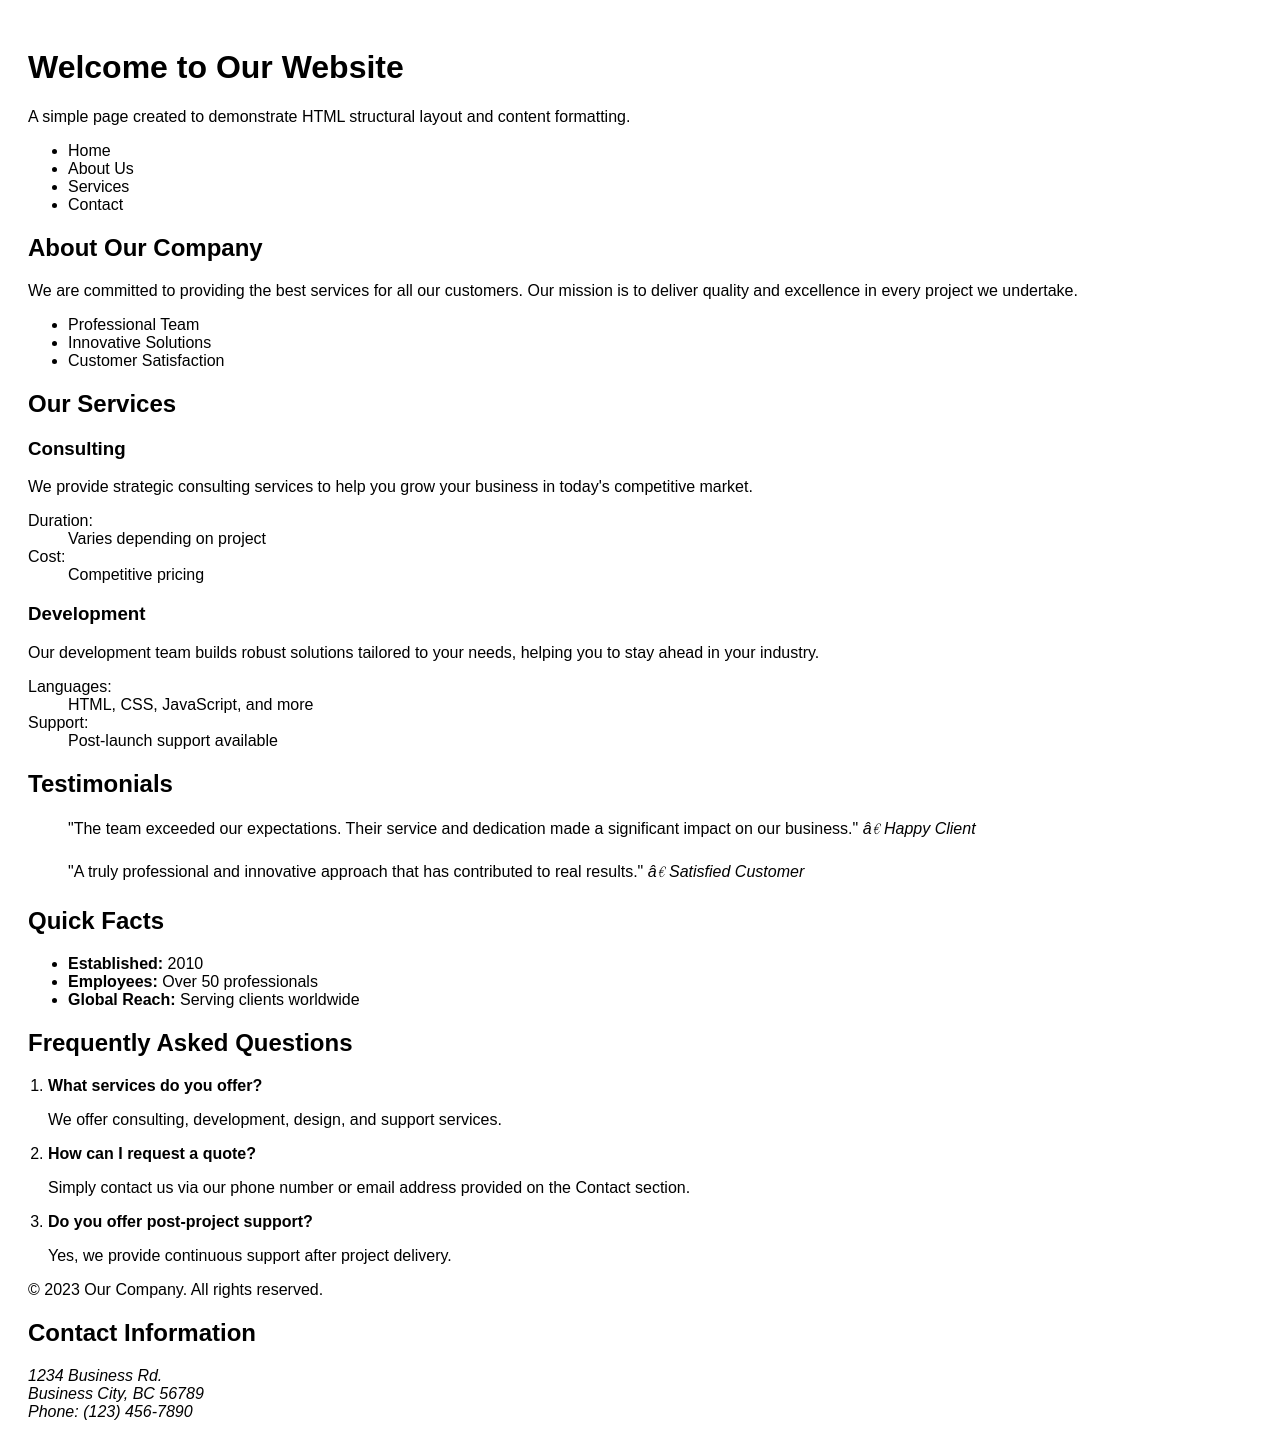 Welcome to Our Website
A simple page created to demonstrate HTML structural layout and content formatting.
Home
About Us
Services
Contact
About Our Company
We are committed to providing the best services for all our customers. Our mission is to deliver quality and excellence in every project we undertake.
Professional Team
Innovative Solutions
Customer Satisfaction
Our Services
Consulting
We provide strategic consulting services to help you grow your business in today's competitive market.
Duration:
Varies depending on project
Cost:
Competitive pricing
Development
Our development team builds robust solutions tailored to your needs, helping you to stay ahead in your industry.
Languages:
HTML, CSS, JavaScript, and more
Support:
Post-launch support available
Testimonials
"The team exceeded our expectations. Their service and dedication made a significant impact on our business." â€ Happy Client
"A truly professional and innovative approach that has contributed to real results." â€ Satisfied Customer
Quick Facts
Established: 2010
Employees: Over 50 professionals
Global Reach: Serving clients worldwide
Frequently Asked Questions
1. What services do you offer?
We offer consulting, development, design, and support services.
2. How can I request a quote?
Simply contact us via our phone number or email address provided on the Contact section.
3. Do you offer post-project support?
Yes, we provide continuous support after project delivery.
© 2023 Our Company. All rights reserved.
Contact Information
1234 Business Rd.
Business City, BC 56789
Phone: (123) 456-7890